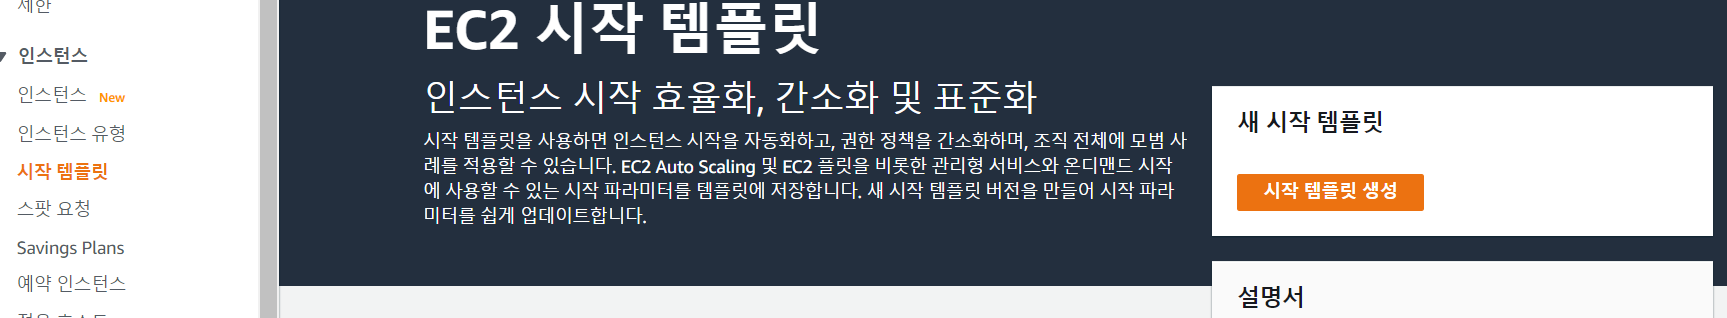 제한
인스턴스
인스턴스 New
인스턴스 유형
시작 템플릿
스팟 요청
Savings Plans
예약 인스턴스
EC2 시작 템플릿
인스턴스 시작 효율화, 간소화 및 표준화
시작 템플릿을 사용하면 인스턴스 시작을 자동화하고, 권한 정책을 간소화하며, 조직 전체에 모범 사
례를 적용할 수 있습니다. EC2 Auto Scaling 및 EC2 플릿을 비롯한 관리형 서비스와 온디맨드 시작
에 사용할 수 있는 시작 파라미터를 템플릿에 저장합니다. 새 시작 템플릿 버전을 만들어 시작 파라
미터를 쉽게 업데이트합니다.
새 시작 템플릿
시작 템플릿 생성
설명서